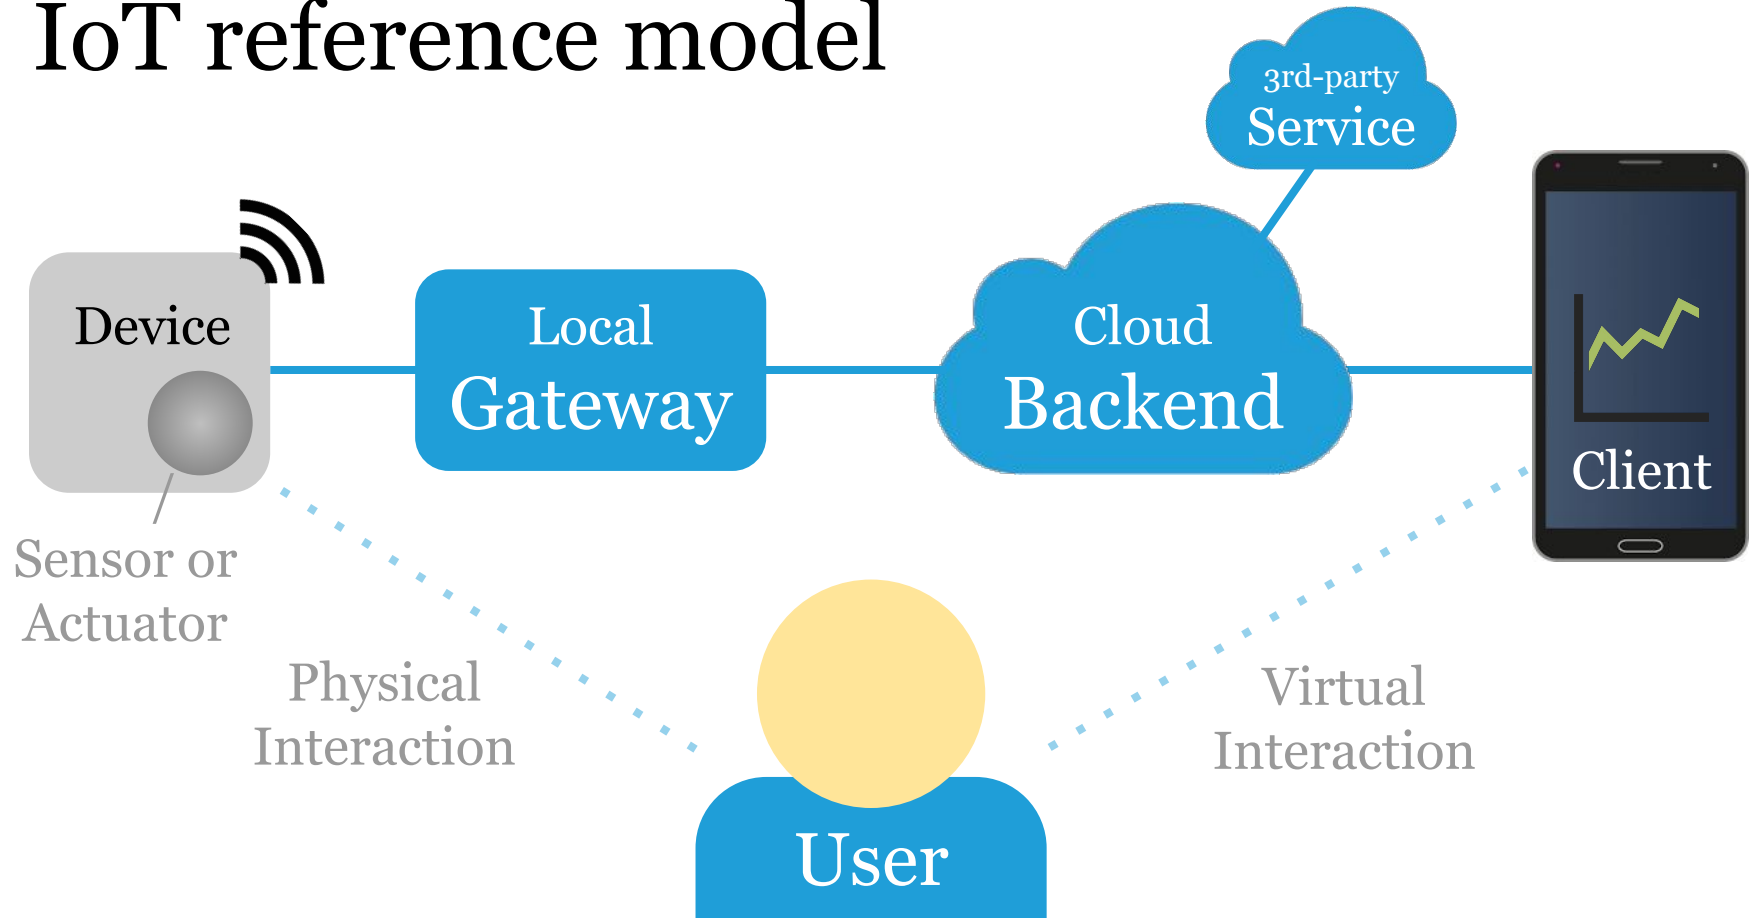 IoT reference model
3rd-party
Service
Device
Local
Gateway
Cloud
Backend
Client
Sensor or
Actuator
Physical
Interaction
Virtual
Interaction
User